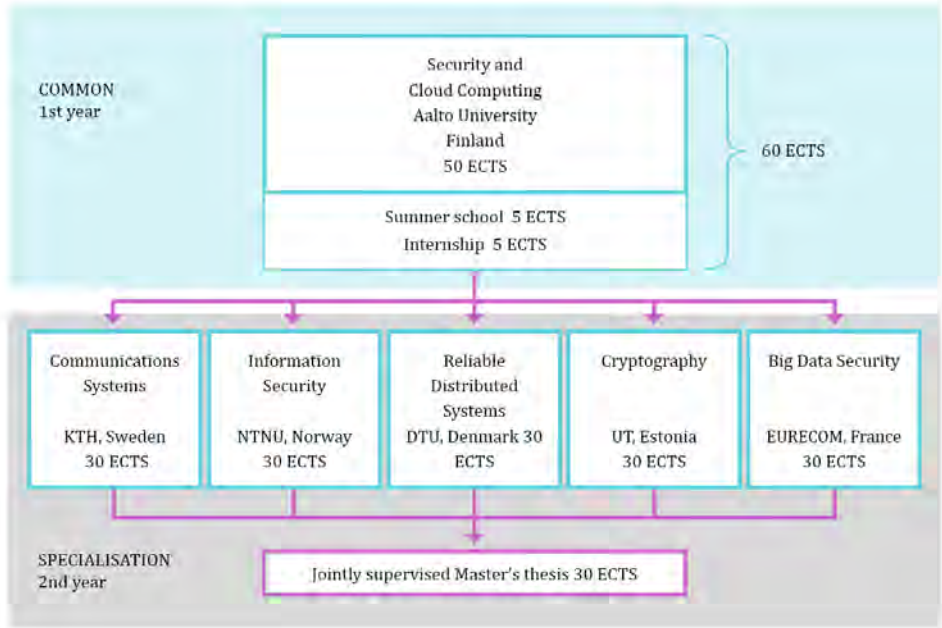 COMMON
1st year
Security and
Cloud Computing
Aalto University
Finland
50 ECTS
60 ECTS
Summer school 5 ECTS
Internship 5 ECTS
Communications
Systems
KTH, Sweden
30 ECTS
Information
Security
NTNU, Norway
30 ECTS
Reliable
Distributed
Systems
DTU, Denmark 30
ECTS
Cryptography
UT, Estonia
30 ECTS
Big Data Security
EURECOM, France
30 ECTS
SPECIALISATION
2nd year
Jointly supervised Master's thesis 30 ECTS